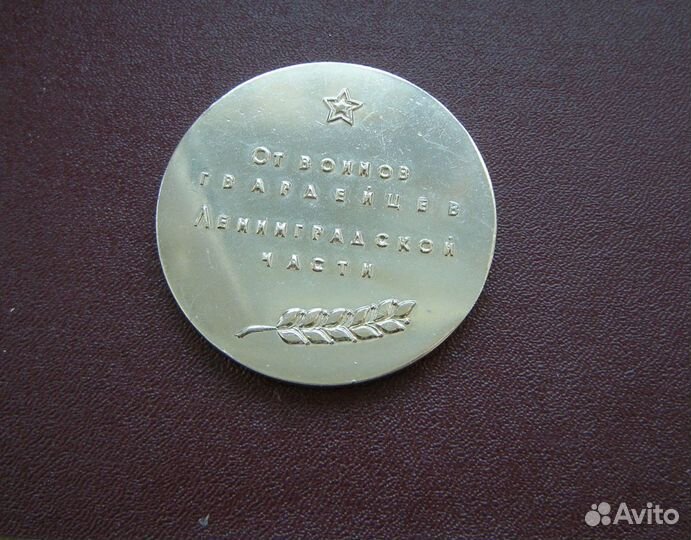 От воинов
гвардейцев
Ленинградской
части
Avito